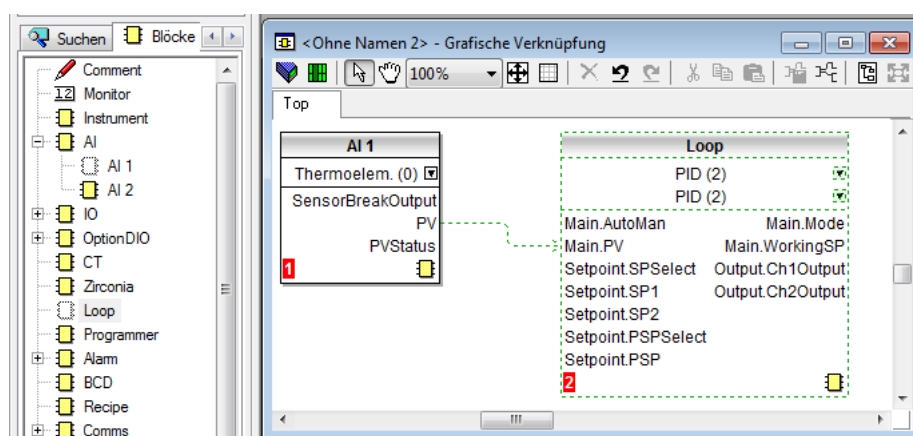 Suchen
Blöcke
Comment
12 Monitor
Instrument
AI
AI 1
AI 2
IO
OptionDIO
CT
Zirconia
Loop
Programmer
Alarm
BCD
Recipe
Comms
<Ohne Namen 2> - Grafische Verknüpfung
100%
Top
AI 1
Thermoelem. (0)
SensorBreakOutput
PV
PVStatus
1
Loop
PID (2)
PID (2)
Main.AutoMan Main.Mode
Main.PV Main.WorkingSP
Setpoint.SPSelect Output.Ch1Output
Setpoint.SP1 Output.Ch2Output
Setpoint.SP2
Setpoint.PSPSelect
Setpoint.PSP
2